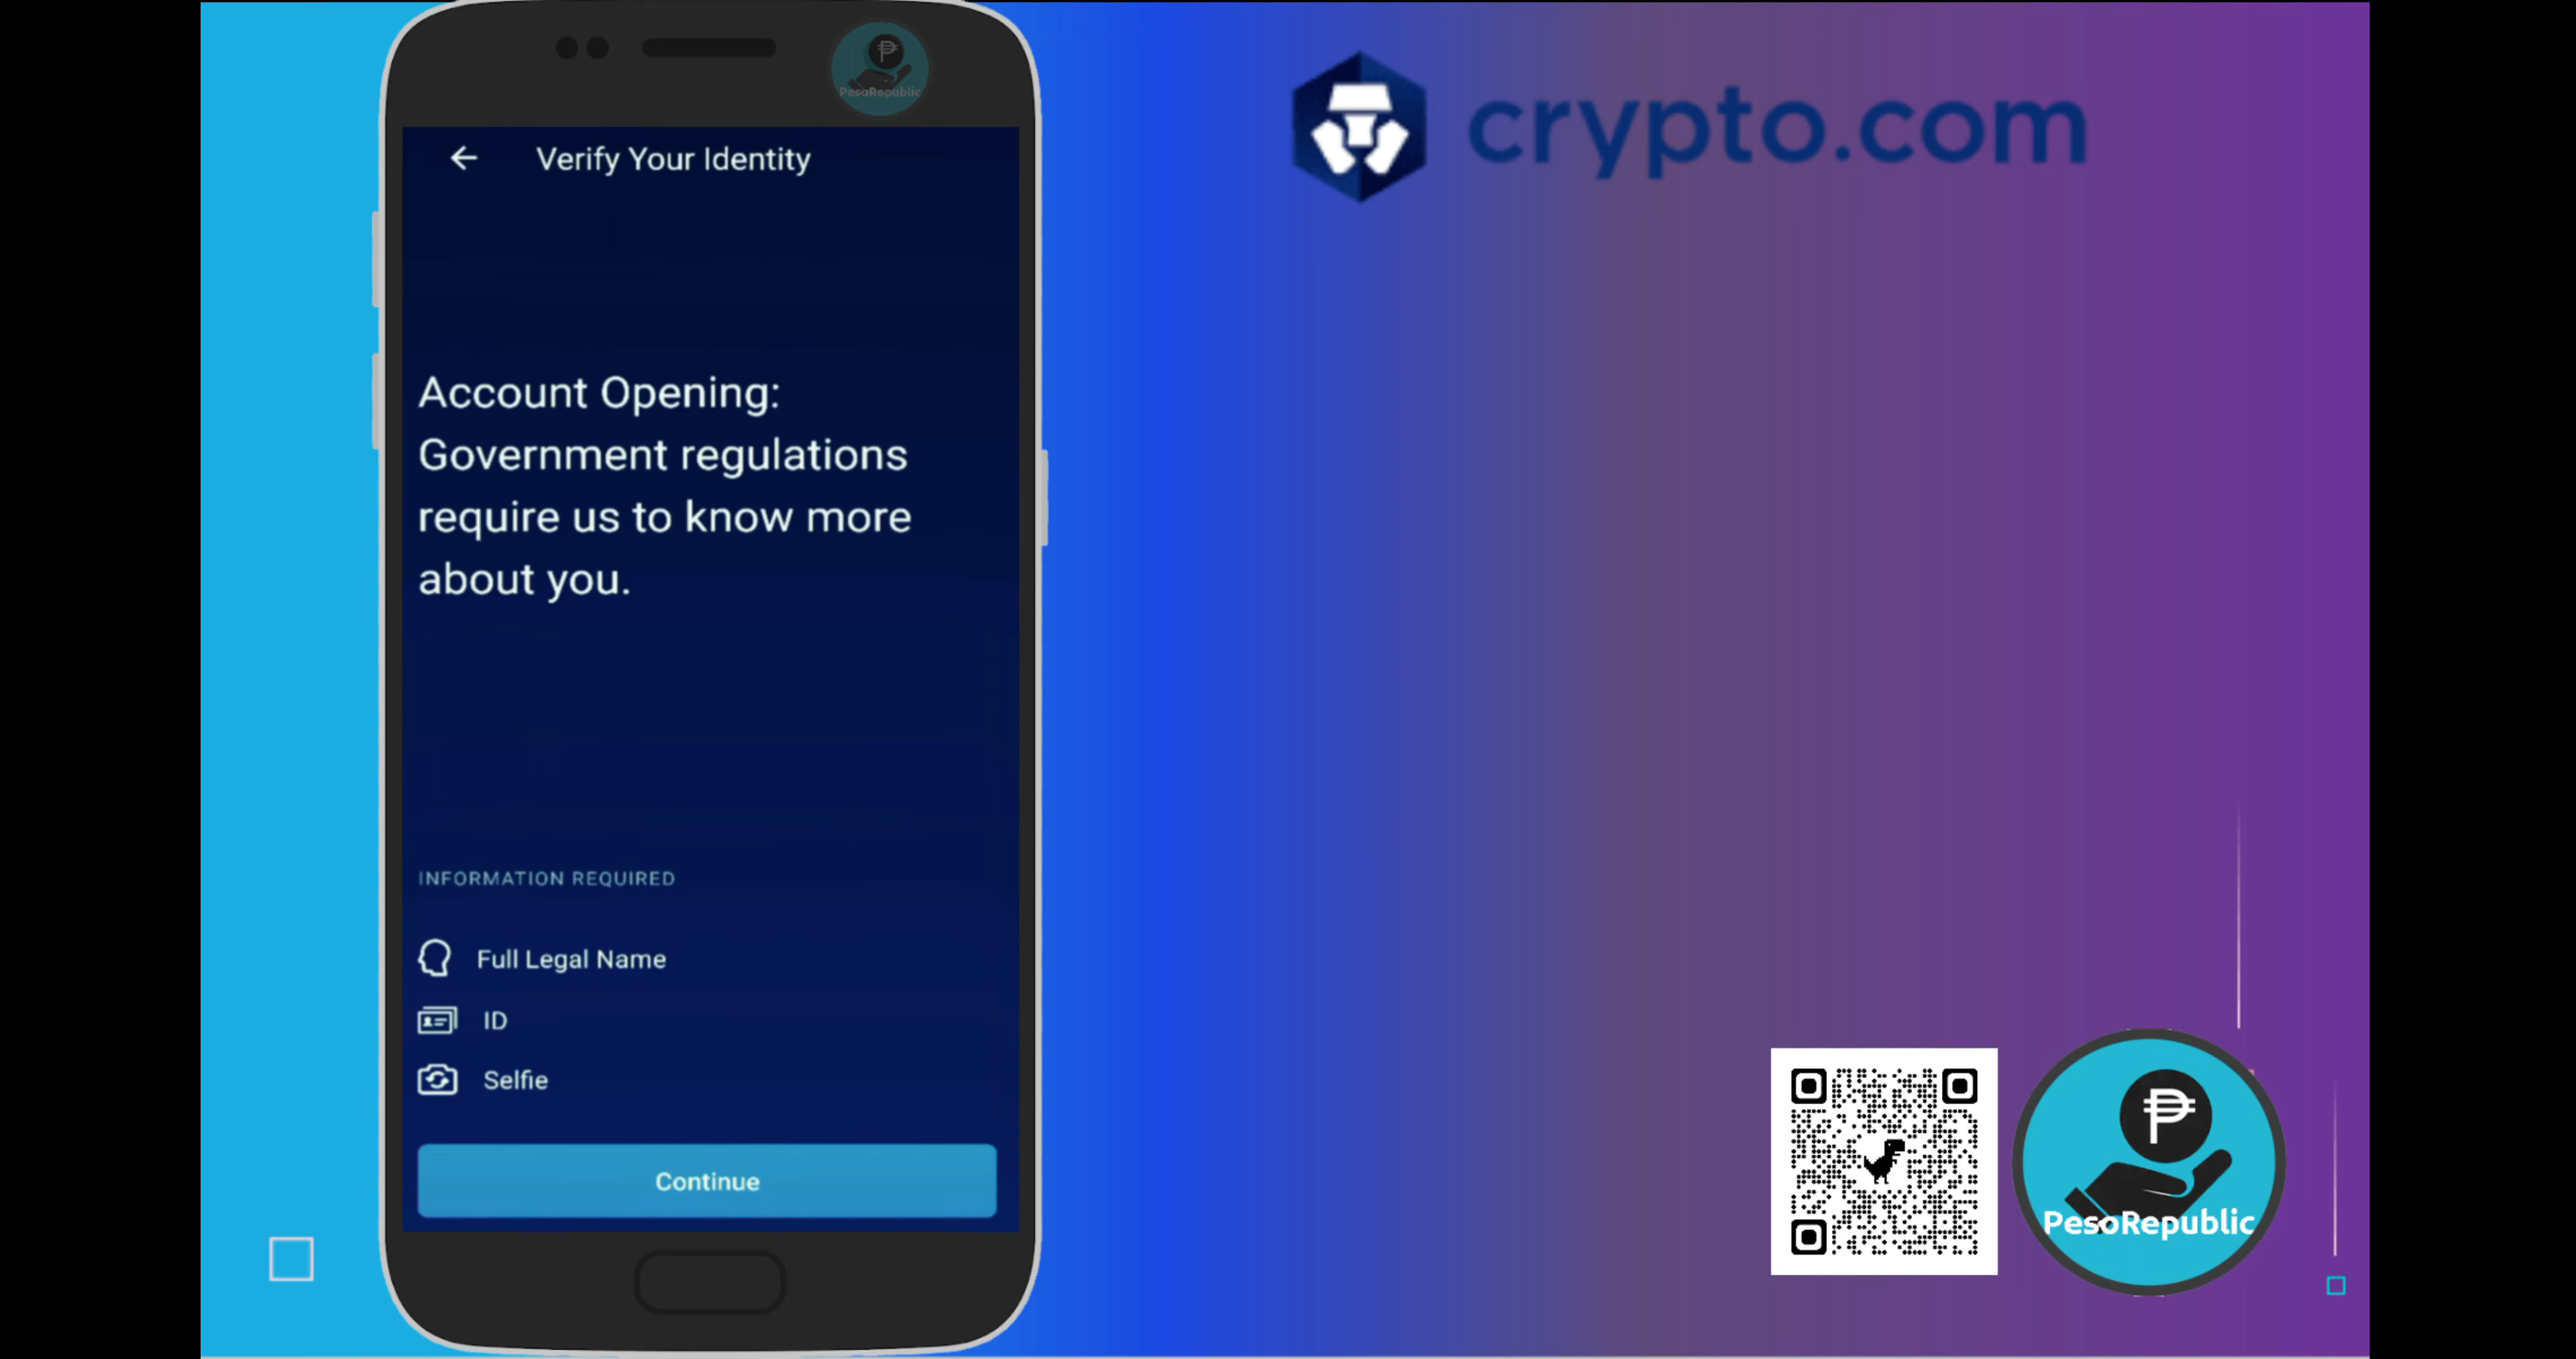 PesoRepublic
Verify Your Identity
Account Opening:
Government regulations
require us to know more
about you.
INFORMATION REQUIRED
Full Legal Name
ID
Selfie
Continue
crypto.com
PesoRepublic